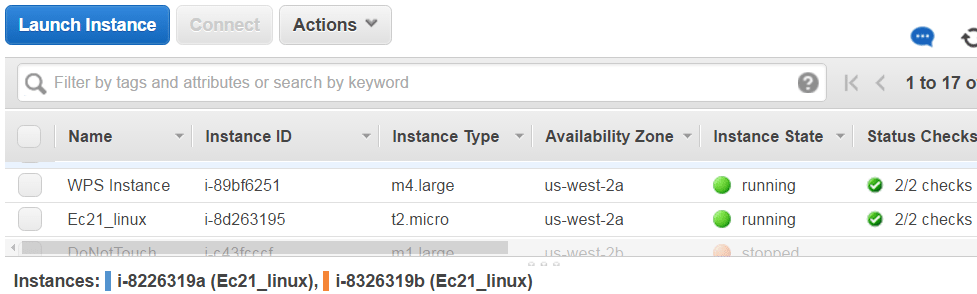 Launch Instance Connect Actions
Filter by tags and attributes or search by keyword ? 1 to 17 o
Name Instance ID Instance Type Availability Zone Instance State Status Checks
WPS Instance i-89bf6251 m4.large us-west-2a running 2/2 checks
Ec21_linux i-8d263195 t2.micro us-west-2a running 2/2 checks
DoNotTouch i-c43fcccf m1.large us-west-2b stopped
Instances: i-8226319a (Ec21_linux), i-8326319b (Ec21_linux)